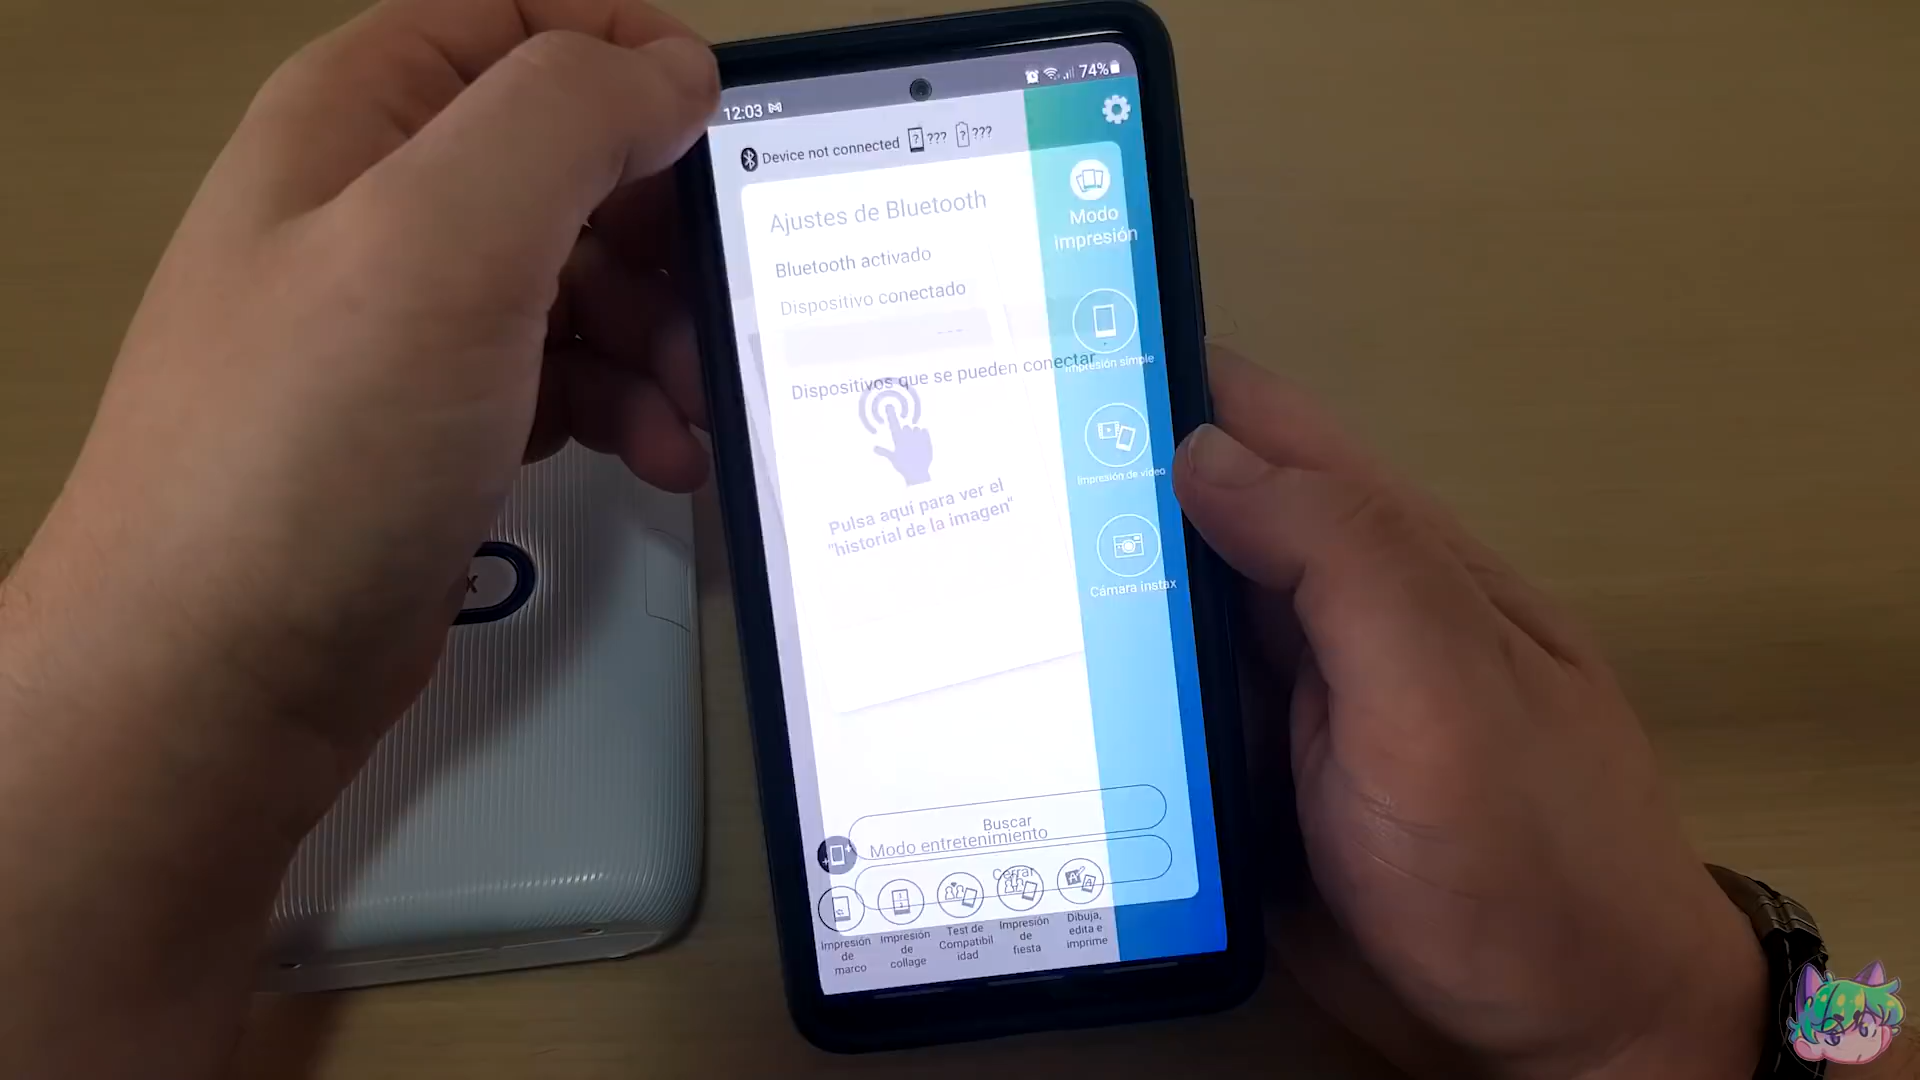 12:03
74%
Device not connected
???
???
Ajustes de Bluetooth
Bluetooth activado
Dispositivo conectado
---
Dispositivos que se pueden conectar
Pulsa aquí para ver el
"historial de la imagen"
Modo
impresión
Impresión simple
Impresión de vídeo
Cámara instax
Buscar
Modo entretenimiento
Cerrar
Impresión
de
marco
Impresión
de
collage
Test de
Compatibil
idad
Impresión
de
fiesta
Dibuja,
edita e
imprime
x